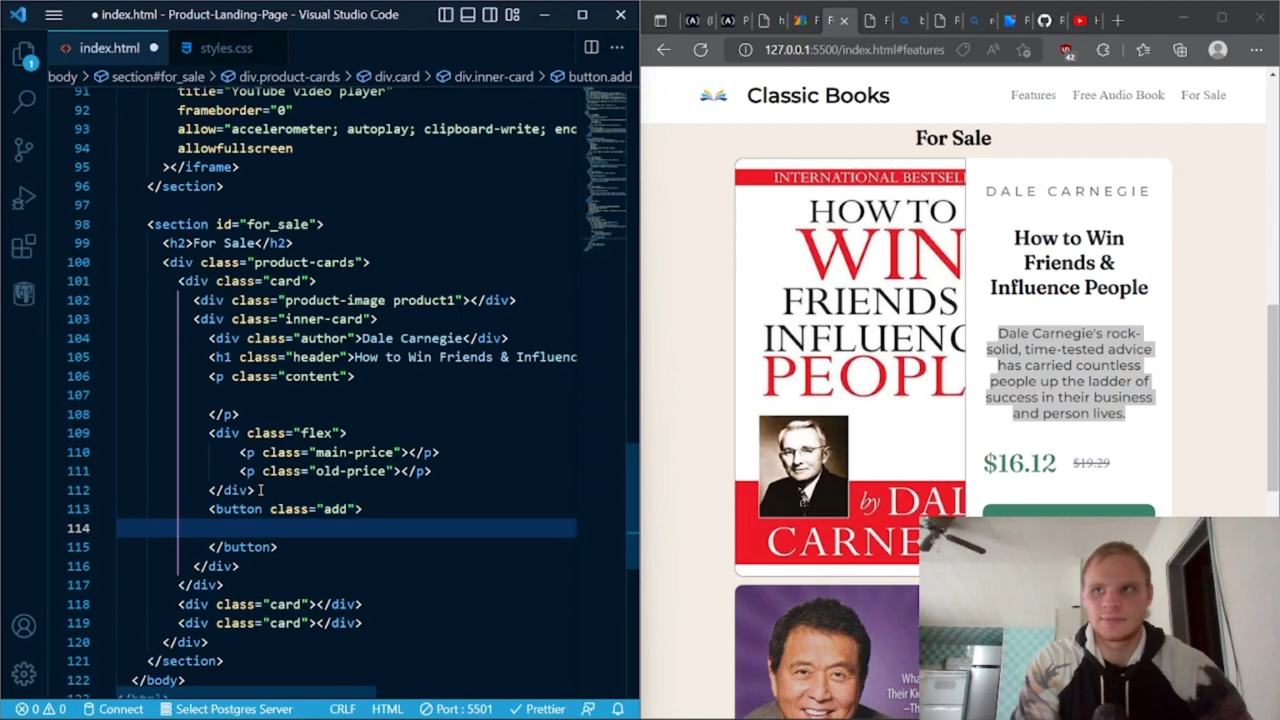 index.html - Product-Landing-Page - Visual Studio Code
index.html
styles.css
body
section#for_sale
div.product-cards
div.card
div.inner-card
button.add
91 title="YouTube video player"
92 frameborder="0"
93 allow="accelerometer; autoplay; clipboard-write; enc
94 allowfullscreen
95 ></iframe>
96 </section>
97
98 <section id="for_sale">
99 <h2>For Sale</h2>
100 <div class="product-cards">
101 <div class="card">
102 <div class="product-image product1"></div>
103 <div class="inner-card">
104 <div class="author">Dale Carnegie</div>
105 <h1 class="header">How to Win Friends & Influenc
106 <p class="content">
107
108 </p>
109 <div class="flex">
110 <p class="main-price"></p>
111 <p class="old-price"></p>
112 </div>
113 <button class="add">
114
115 </button>
116 </div>
117 </div>
118 <div class="card"></div>
119 <div class="card"></div>
120 </div>
121 </section>
122 </body>
1
0 0
Connect
Select Postgres Server
CRLF
HTML
Port : 5501
Prettier
127.0.0.1:5500/index.html#features
42
Classic Books
Features
Free Audio Book
For Sale
For Sale
INTERNATIONAL BESTSEL
HOW TO
WIN
FRIENDS
INFLUENC
PEOPL
by DAL
CARNE
DALE CARNEGIE
How to Win
Friends &
Influence People
Dale Carnegie's rock-
solid, time-tested advice
has carried countless
people up the ladder of
success in their business
and person lives.
$16.12 $19.29
Wha
Their Ki
—Th